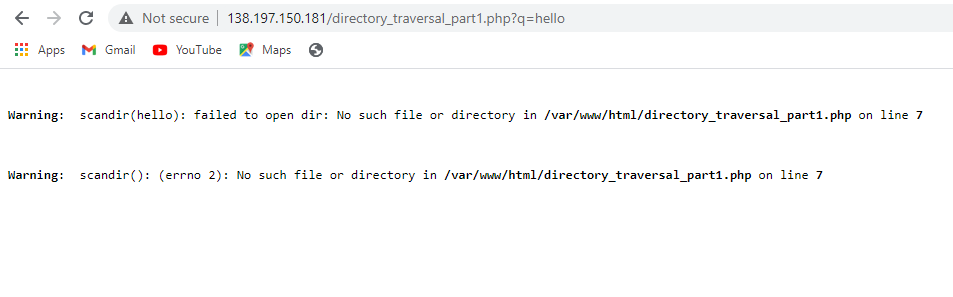 Not secure 138.197.150.181/directory_traversal_part1.php?q=hello
Apps Gmail YouTube Maps
Warning: scandir(hello): failed to open dir: No such file or directory in /var/www/html/directory_traversal_part1.php on line 7
Warning: scandir(): (errno 2): No such file or directory in /var/www/html/directory_traversal_part1.php on line 7